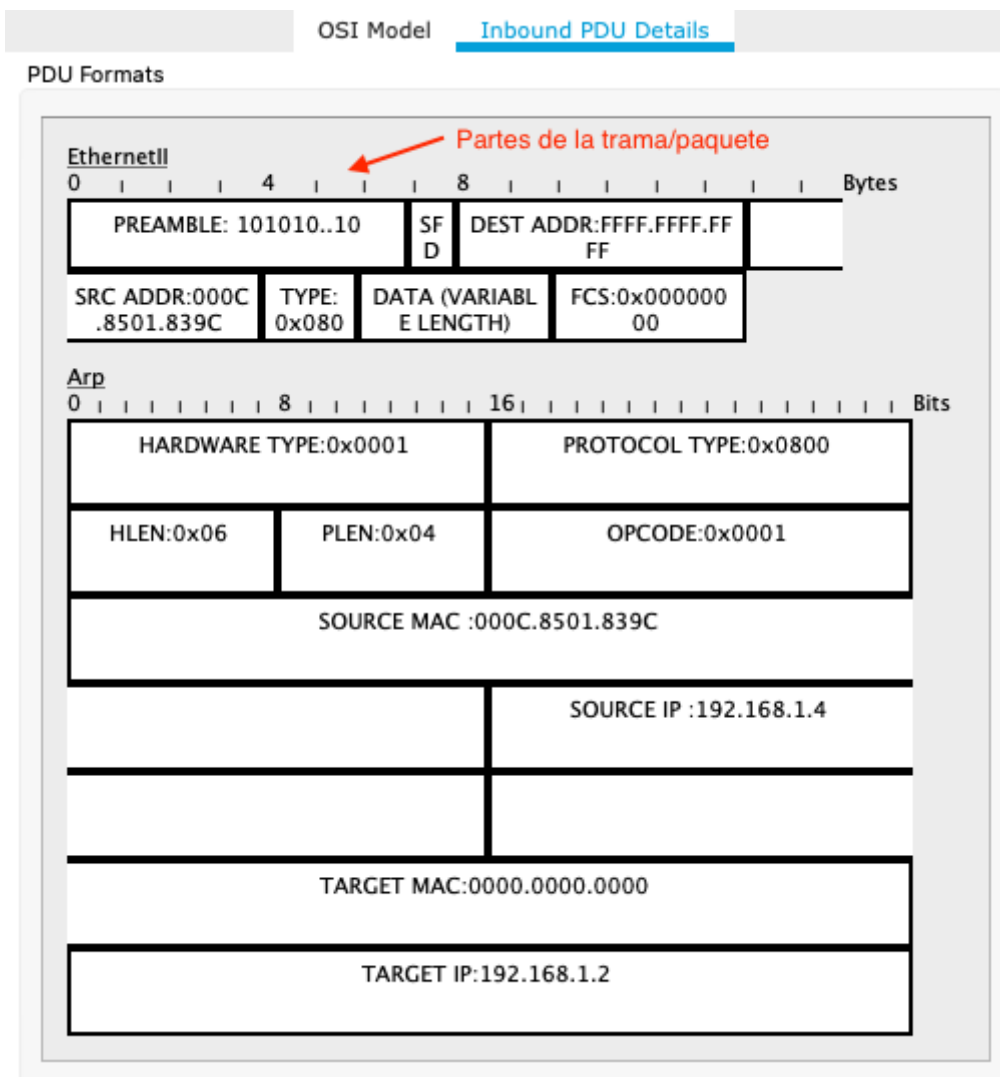 OSI Model Inbound PDU Details
PDU Formats
Partes de la trama/paquete
EthernetII
0 4 8 Bytes
PREAMBLE: 101010..10 SF DEST ADDR:FFFF.FFFF.FF
D FF
SRC ADDR:000C TYPE: DATA (VARIABL FCS:0x000000
.8501.839C 0x080 E LENGTH) 00
Arp
0 8 16 Bits
HARDWARE TYPE:0x0001 PROTOCOL TYPE:0x0800
HLEN:0x06 PLEN:0x04 OPCODE:0x0001
SOURCE MAC :000C.8501.839C
SOURCE IP :192.168.1.4
TARGET MAC:0000.0000.0000
TARGET IP:192.168.1.2